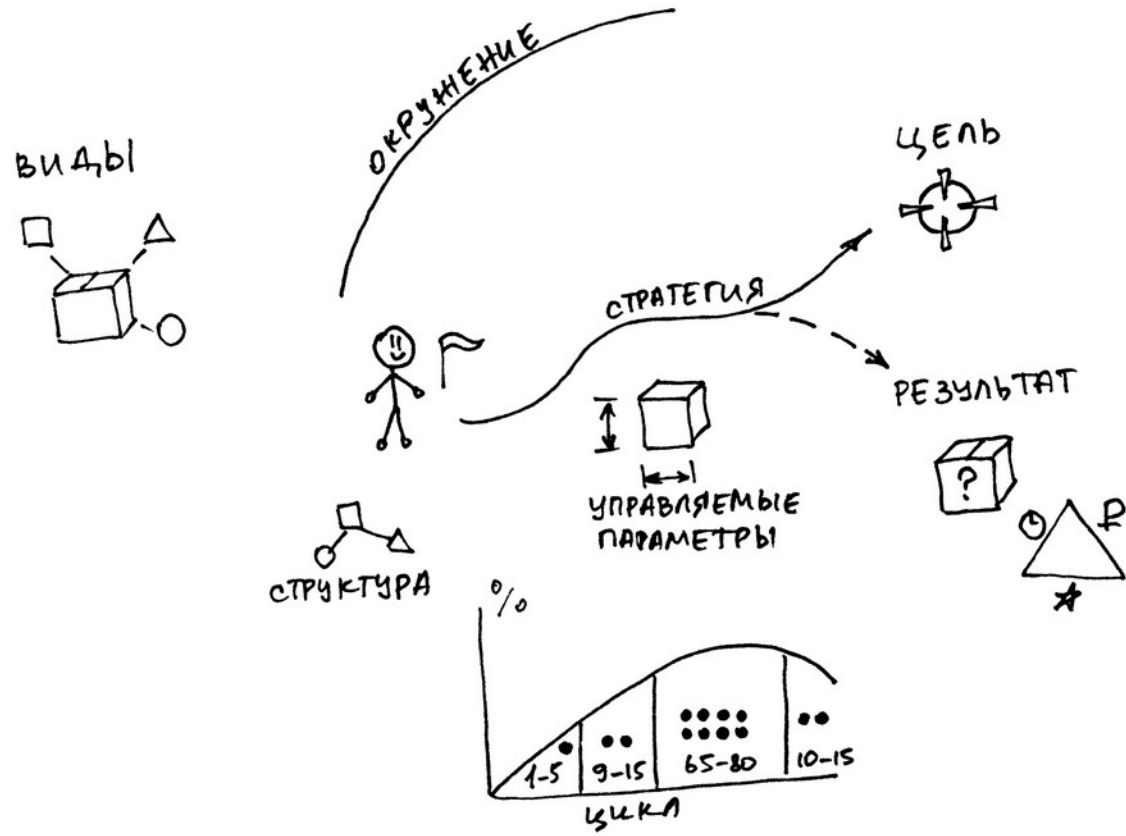 ОКРУЖЕНИЕ
ВИДЫ
ЦЕЛЬ
СТРАТЕГИЯ
РЕЗУЛЬТАТ
?
₽
УПРАВЛЯЕМЫЕ
ПАРАМЕТРЫ
СТРУКТУРА
%
1-5 9-15 65-80 10-15
ЦИКЛ